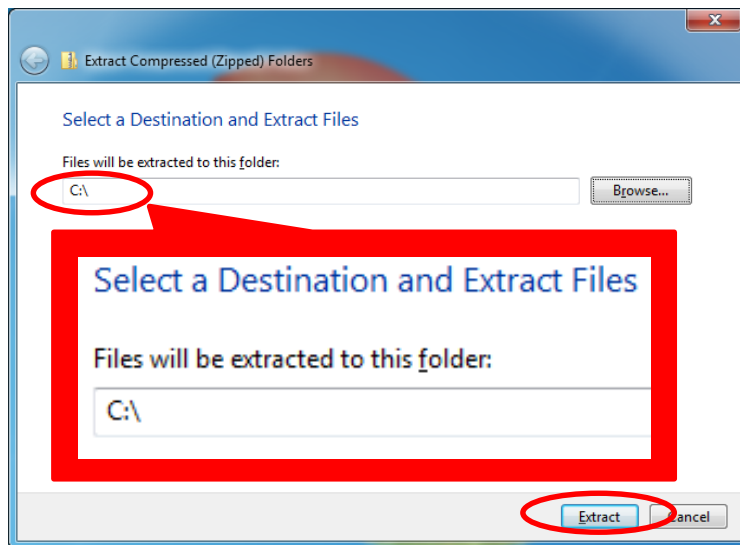 Extract Compressed (Zipped) Folders
Select a Destination and Extract Files
Files will be extracted to this folder:
C:\
Browse...
Select a Destination and Extract Files
Files will be extracted to this folder:
C:\
Extract
Cancel